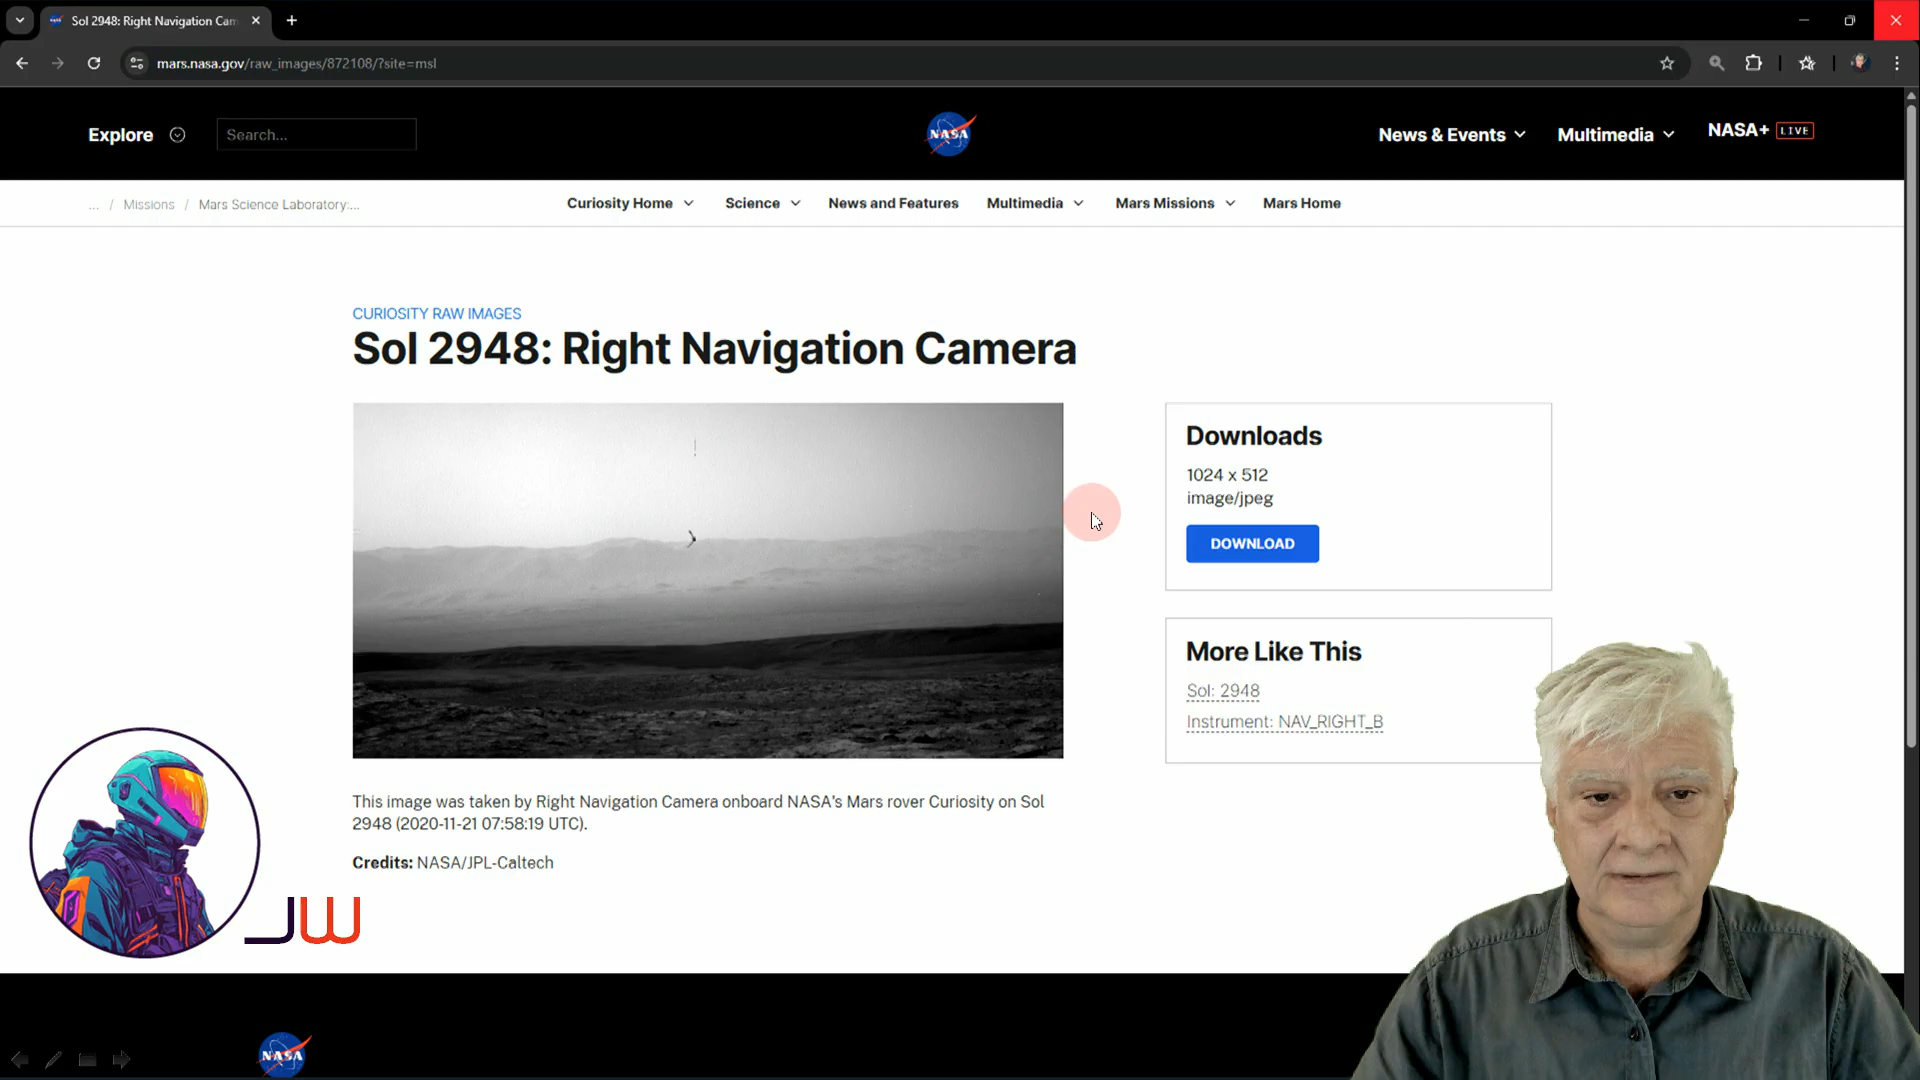 Sol 2948: Right Navigation Cam
mars.nasa.gov/raw_images/872108/?site=msl
Explore
Search...
NASA
News & Events
Multimedia
NASA+ LIVE
... / Missions / Mars Science Laboratory:...
Curiosity Home
Science
News and Features
Multimedia
Mars Missions
Mars Home
CURIOSITY RAW IMAGES
Sol 2948: Right Navigation Camera
Downloads
1024 x 512
image/jpeg
DOWNLOAD
More Like This
Sol: 2948
Instrument: NAV_RIGHT_B
This image was taken by Right Navigation Camera onboard NASA's Mars rover Curiosity on Sol
2948 (2020-11-21 07:58:19 UTC).
Credits: NASA/JPL-Caltech
JW
NASA